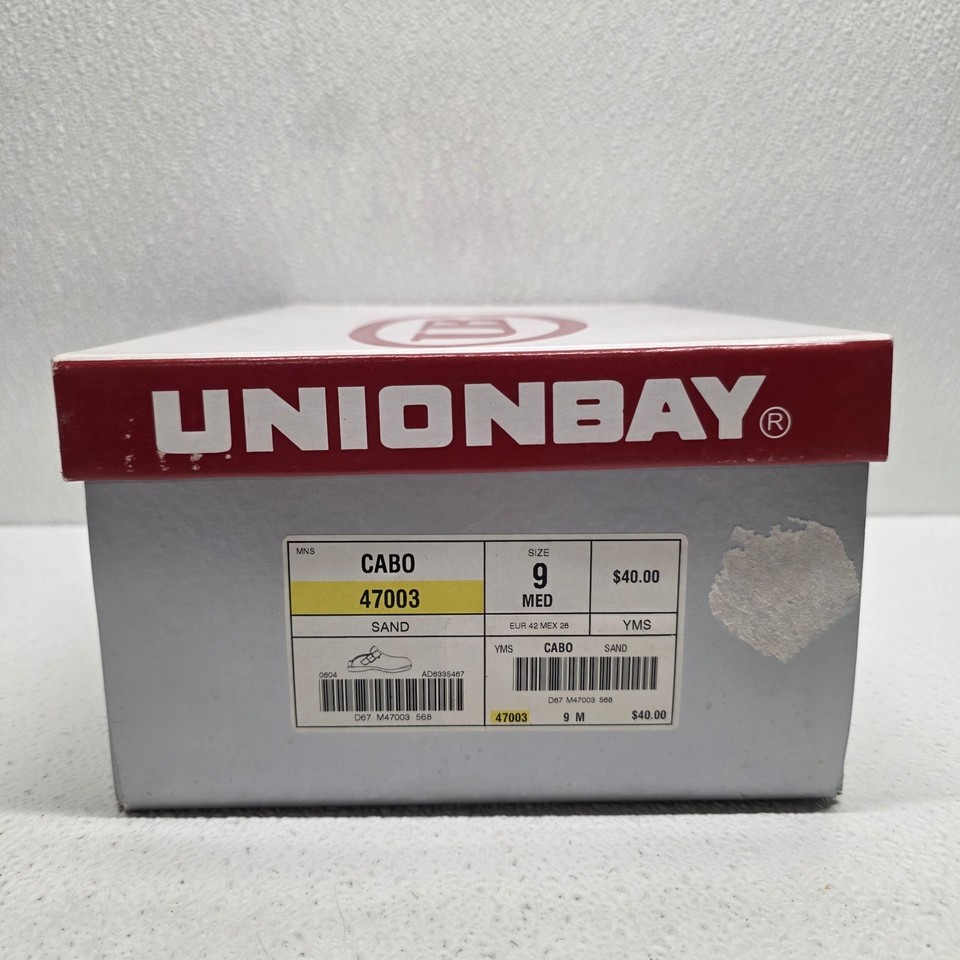 UB
UNIONBAY®
MNS
CABO
47003
SAND
SIZE
9
MED
$40.00
EUR 42 MEX 28
YMS
0604 AD6335467
D67 M47003 568
YMS CABO SAND
D67 M47003 568
47003 9 M $40.00